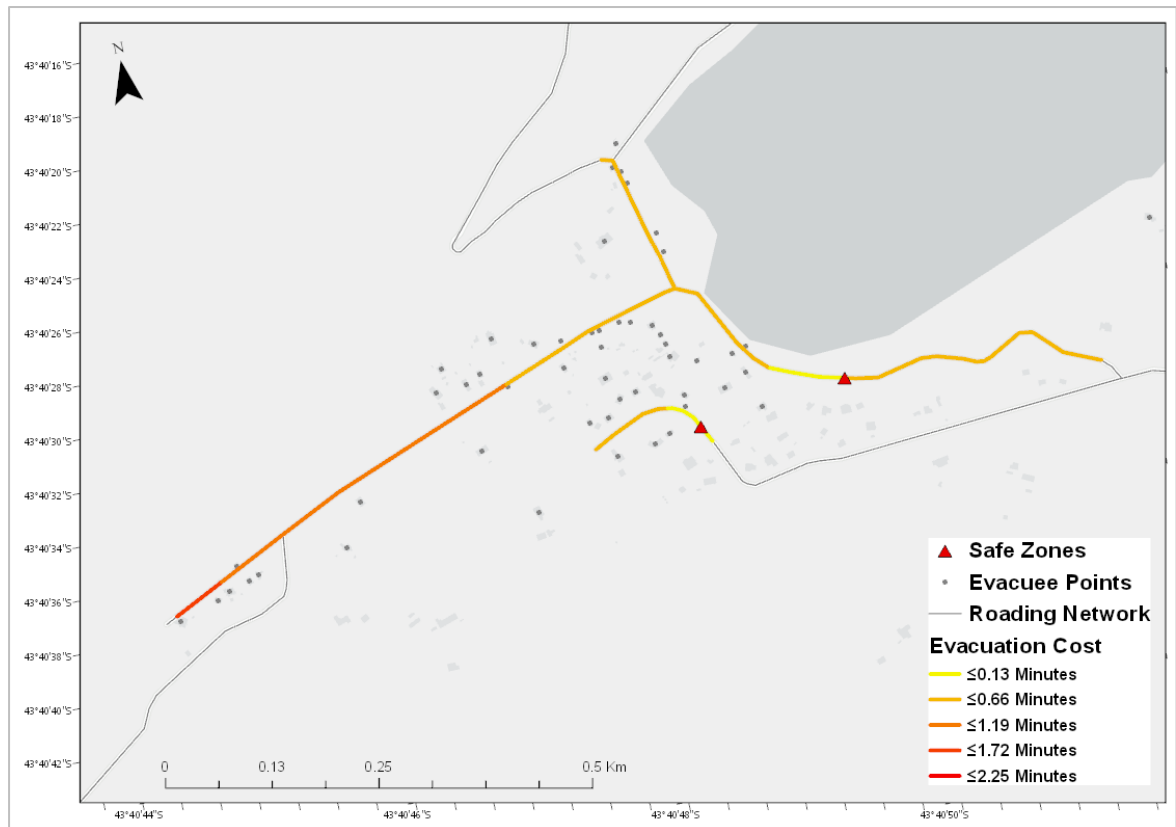 N
43°40'16"S
43°40'18"S
43°40'20"S
43°40'22"S
43°40'24"S
43°40'26"S
43°40'28"S
43°40'30"S
43°40'32"S
43°40'34"S
43°40'36"S
43°40'38"S
43°40'40"S
43°40'42"S
Safe Zones
Evacuee Points
Roading Network
Evacuation Cost
≤0.13 Minutes
≤0.66 Minutes
≤1.19 Minutes
≤1.72 Minutes
≤2.25 Minutes
0 0.13 0.25 0.5 Km
43°40'44"S 43°40'46"S 43°40'48"S 43°40'50"S